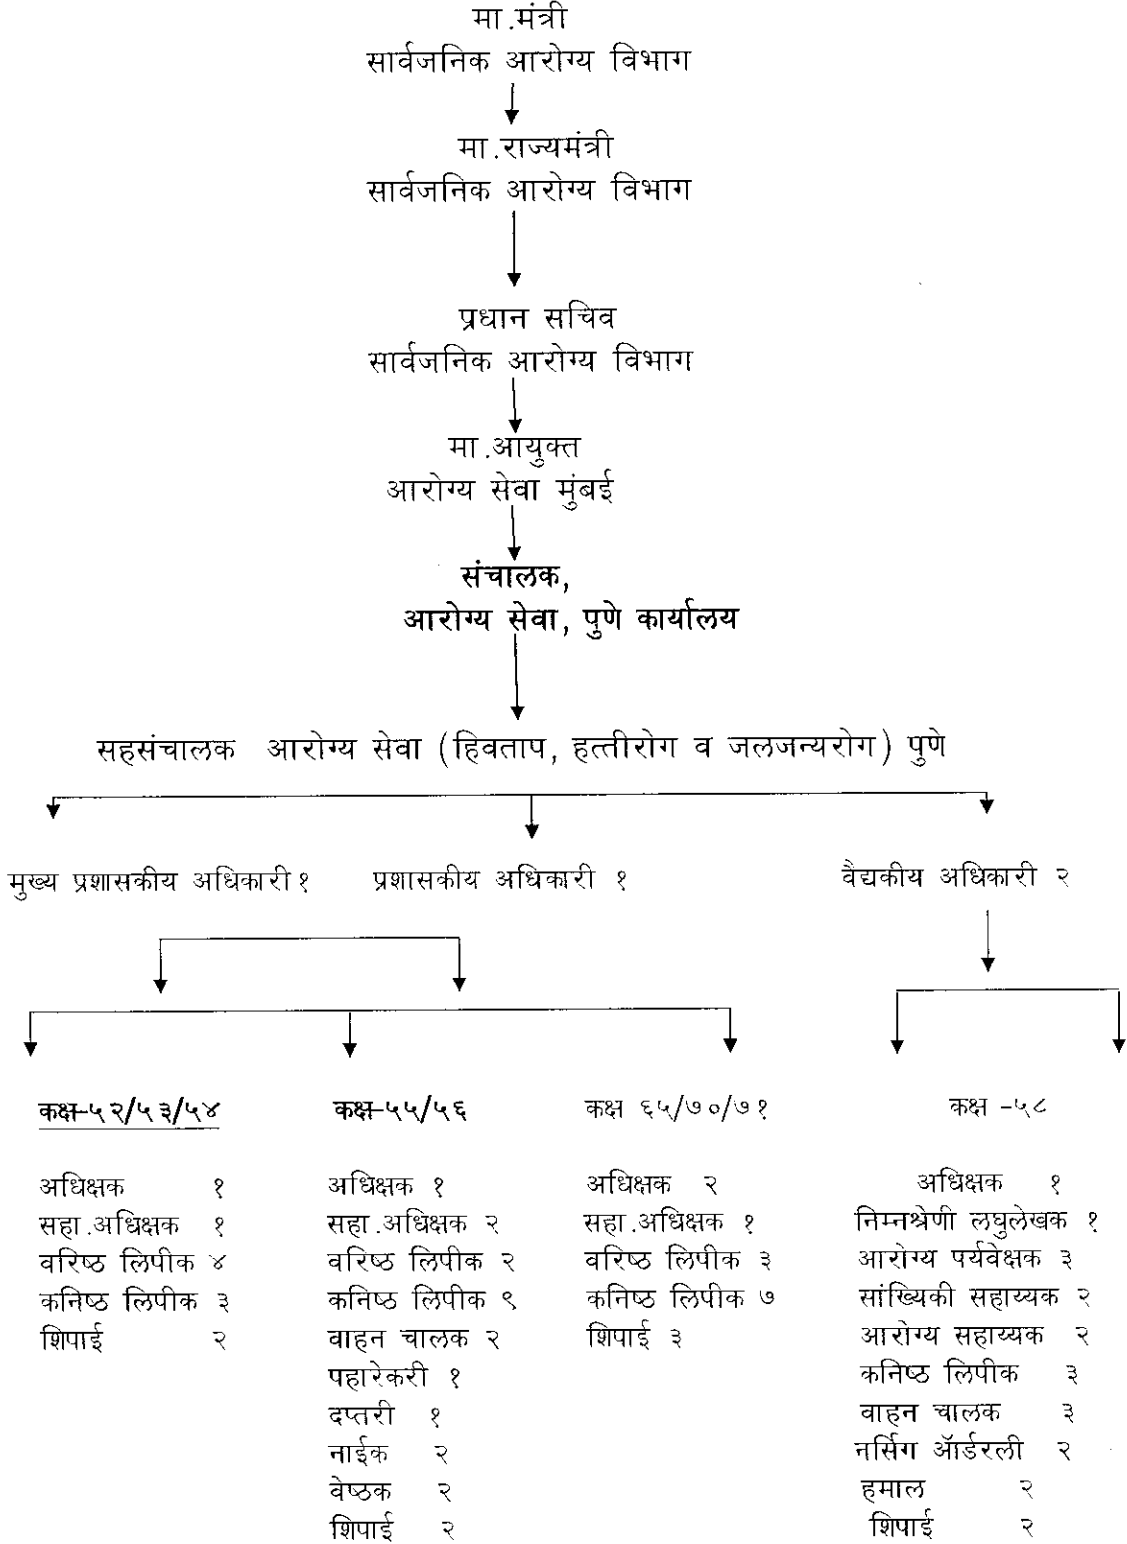 मा.मंत्री
सार्वजनिक आरोग्य विभाग
मा.राज्यमंत्री
सार्वजनिक आरोग्य विभाग
प्रधान सचिव
सार्वजनिक आरोग्य विभाग
मा.आयुक्त
आरोग्य सेवा मुंबई
संचालक,
आरोग्य सेवा, पुणे कार्यालय
सहसंचालक आरोग्य सेवा (हिवताप, हत्तीरोग व जलजन्यरोग) पुणे
मुख्य प्रशासकीय अधिकारी १
प्रशासकीय अधिकारी १
वैद्यकीय अधिकारी २
कक्ष-५२/५३/५४
अधिक्षक १
सहा.अधिक्षक १
वरिष्ठ लिपीक ४
कनिष्ठ लिपीक ३
शिपाई २
कक्ष-५५/५६
अधिक्षक १
सहा.अधिक्षक २
वरिष्ठ लिपीक २
कनिष्ठ लिपीक ९
वाहन चालक २
पहारेकरी १
दप्तरी १
नाईक २
वेष्ठक २
शिपाई २
कक्ष ६५/७०/७१
अधिक्षक २
सहा.अधिक्षक १
वरिष्ठ लिपीक ३
कनिष्ठ लिपीक ७
शिपाई ३
कक्ष -५८
अधिक्षक १
निम्नश्रेणी लघुलेखक १
आरोग्य पर्यवेक्षक ३
सांख्यिकी सहाय्यक २
आरोग्य सहाय्यक २
कनिष्ठ लिपीक ३
वाहन चालक ३
नर्सिग ऑर्डरली २
हमाल २
शिपाई २